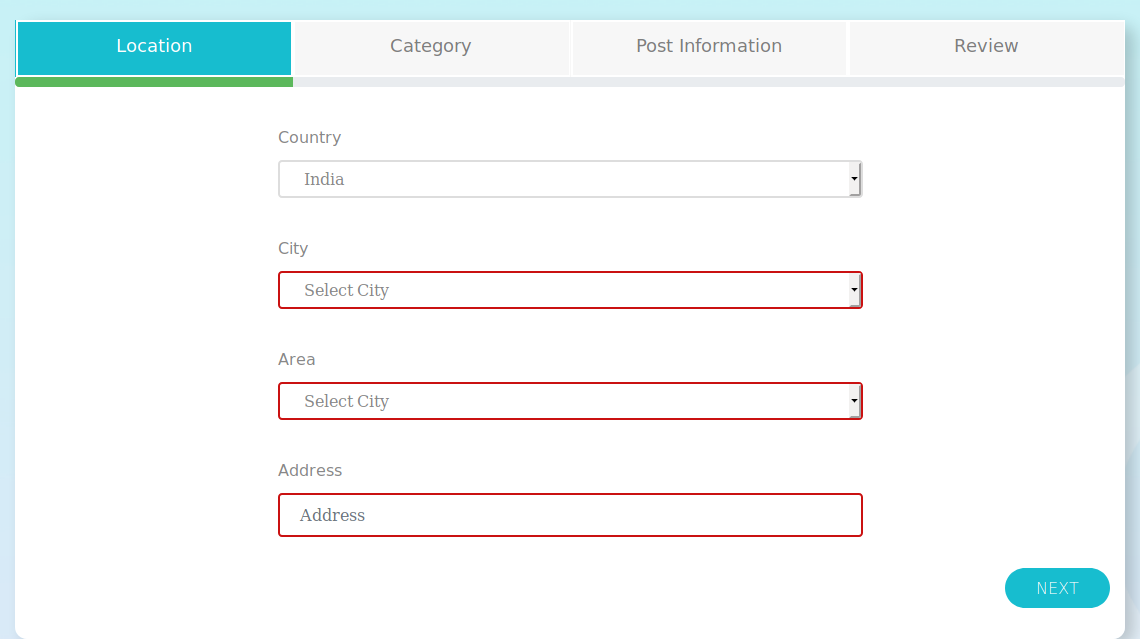 Location Category Post Information Review
Country
India
City
Select City
Area
Select City
Address
Address
NEXT